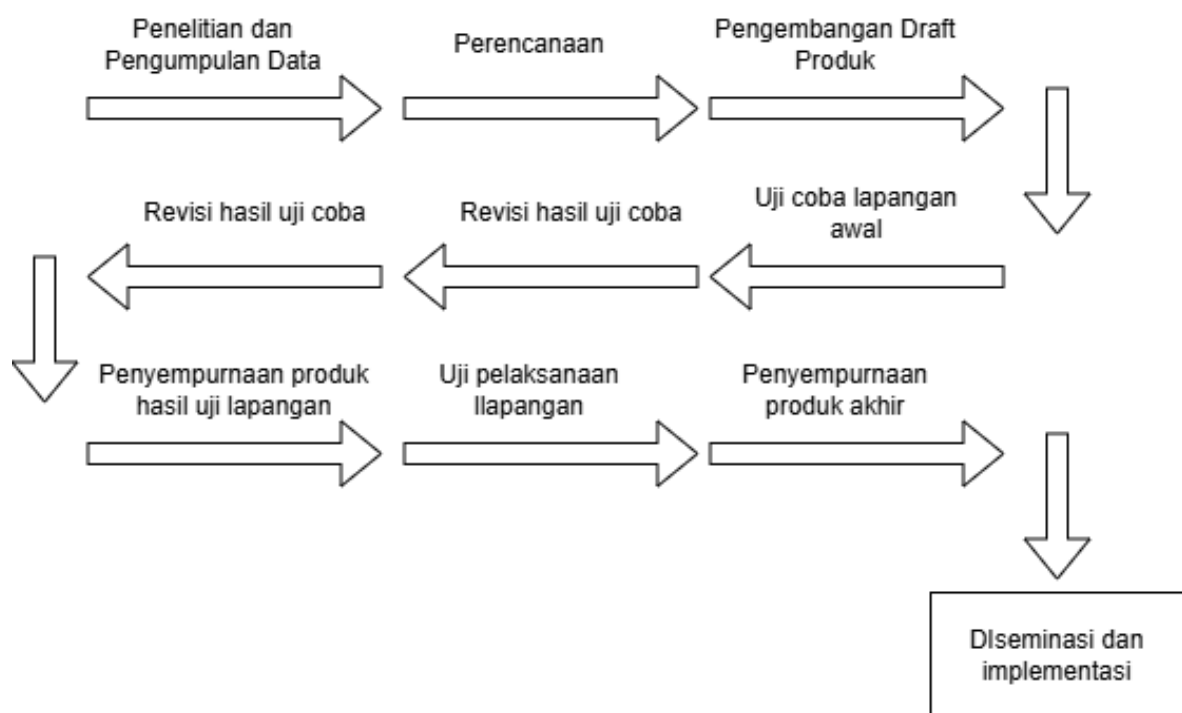 Penelitian dan
Pengumpulan Data
Perencanaan
Pengembangan Draft
Produk
Uji coba lapangan
awal
Revisi hasil uji coba
Revisi hasil uji coba
Penyempurnaan produk
hasil uji lapangan
Uji pelaksanaan
llapangan
Penyempurnaan
produk akhir
DIseminasi dan
implementasi